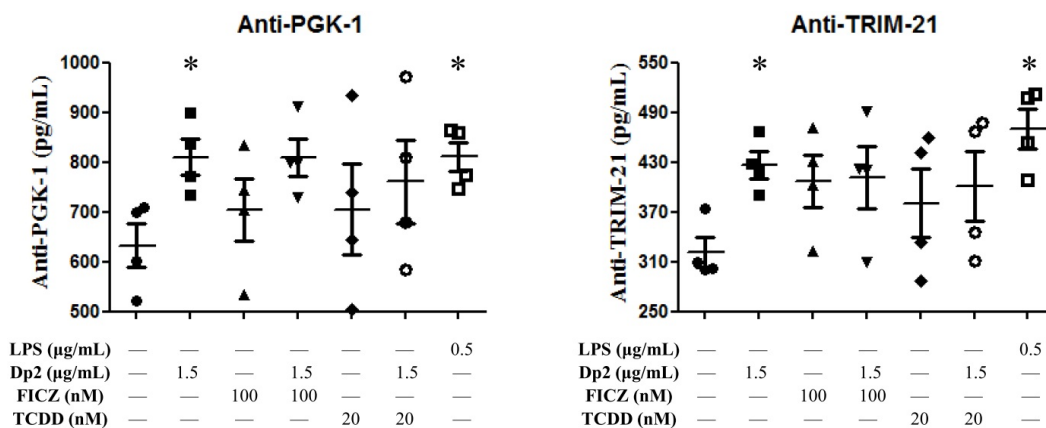 Anti-PGK-1
Anti-PGK-1 (pg/mL)
1000
900
800
700
600
500
*
*
LPS (μg/mL) — — — — — — 0.5
Dp2 (μg/mL) — 1.5 — 1.5 — 1.5 —
FICZ (nM) — — 100 100 — — —
TCDD (nM) — — — — 20 20 —
Anti-TRIM-21
Anti-TRIM-21 (pg/mL)
550
490
430
370
310
250
*
*
LPS (μg/mL) — — — — — — 0.5
Dp2 (μg/mL) — 1.5 — 1.5 — 1.5 —
FICZ (nM) — — 100 100 — — —
TCDD (nM) — — — — 20 20 —